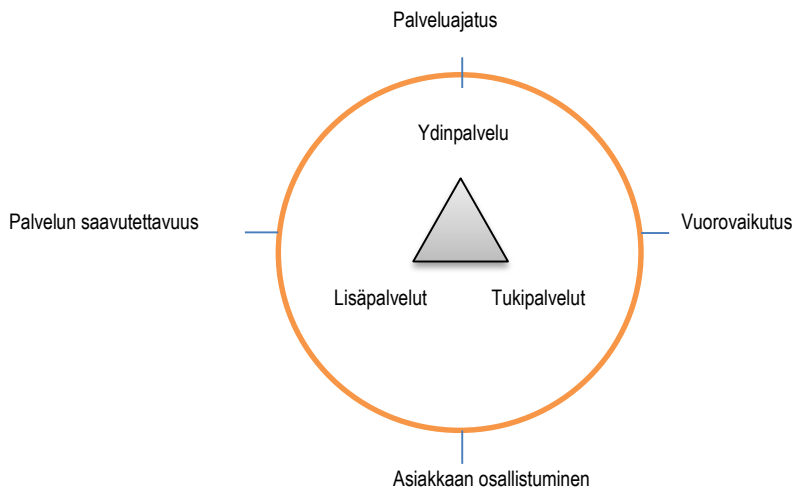 Palveluajatus
Ydinpalvelu
Palvelun saavutettavuus
Vuorovaikutus
Lisäpalvelut
Tukipalvelut
Asiakkaan osallistuminen